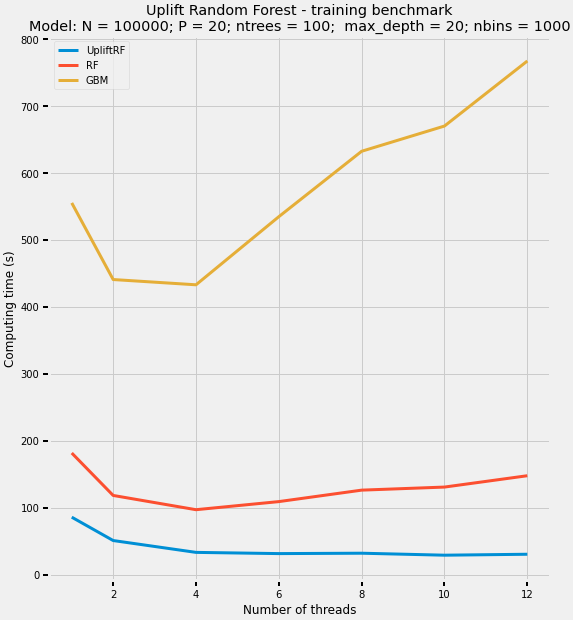 Uplift Random Forest - training benchmark
Model: N = 100000; P = 20; ntrees = 100;  max_depth = 20; nbins = 1000
UpliftRF
RF
GBM
Computing time (s)
800
700
600
500
400
300
200
100
0
2 4 6 8 10 12
Number of threads